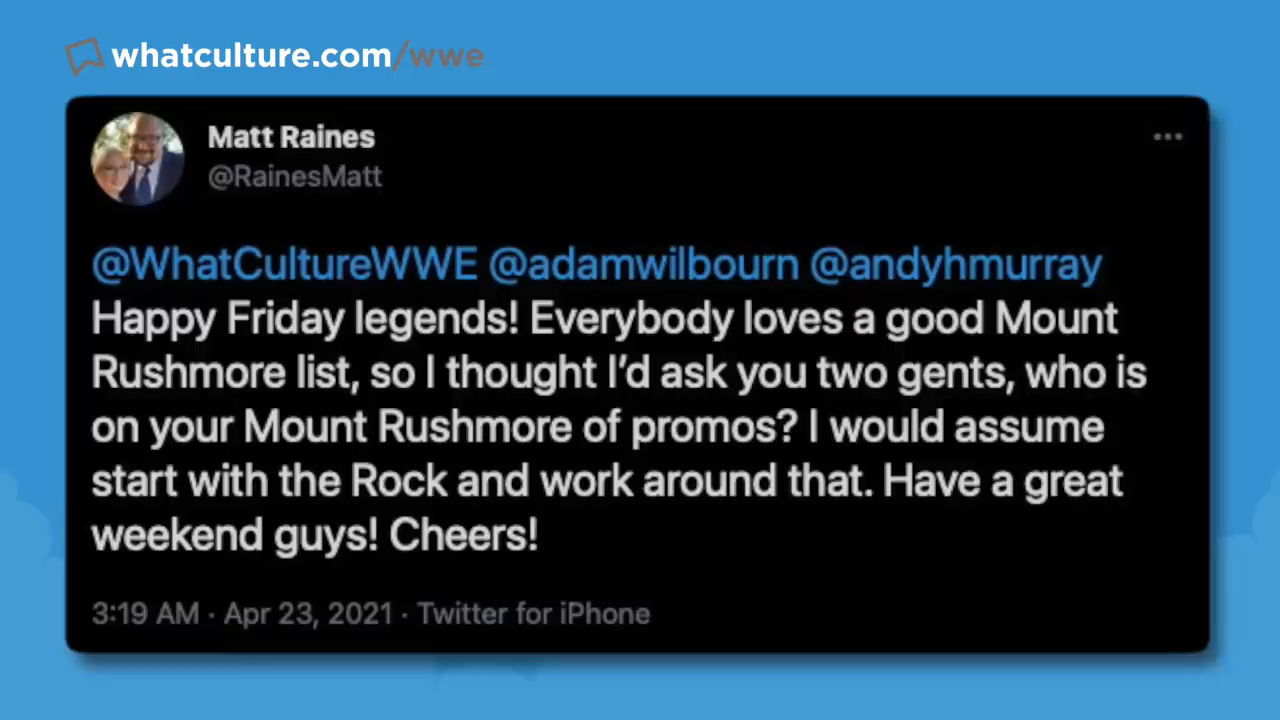 whatculture.com/wwe
Matt Raines
@RainesMatt
@WhatCultureWWE @adamwilbourn @andyhmurray
Happy Friday legends! Everybody loves a good Mount
Rushmore list, so I thought I’d ask you two gents, who is
on your Mount Rushmore of promos? I would assume
start with the Rock and work around that. Have a great
weekend guys! Cheers!
3:19 AM · Apr 23, 2021 · Twitter for iPhone